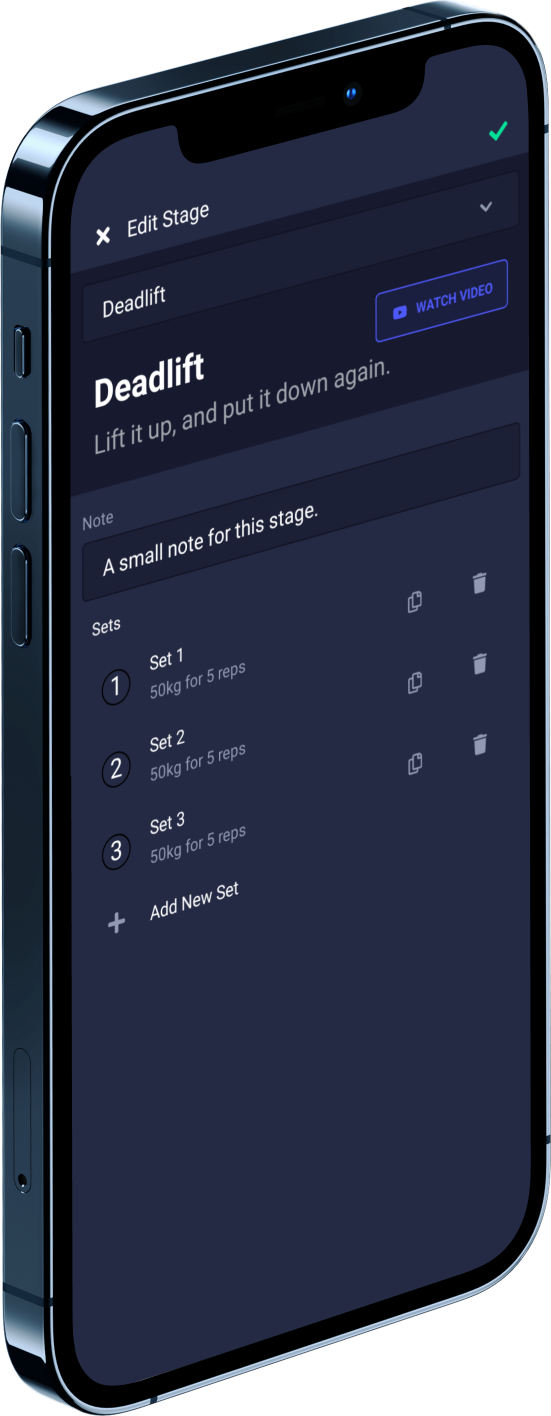 Edit Stage
Deadlift
WATCH VIDEO
Deadlift
Lift it up, and put it down again.
Note
A small note for this stage.
Sets
1
Set 1
50kg for 5 reps
2
Set 2
50kg for 5 reps
3
Set 3
50kg for 5 reps
Add New Set